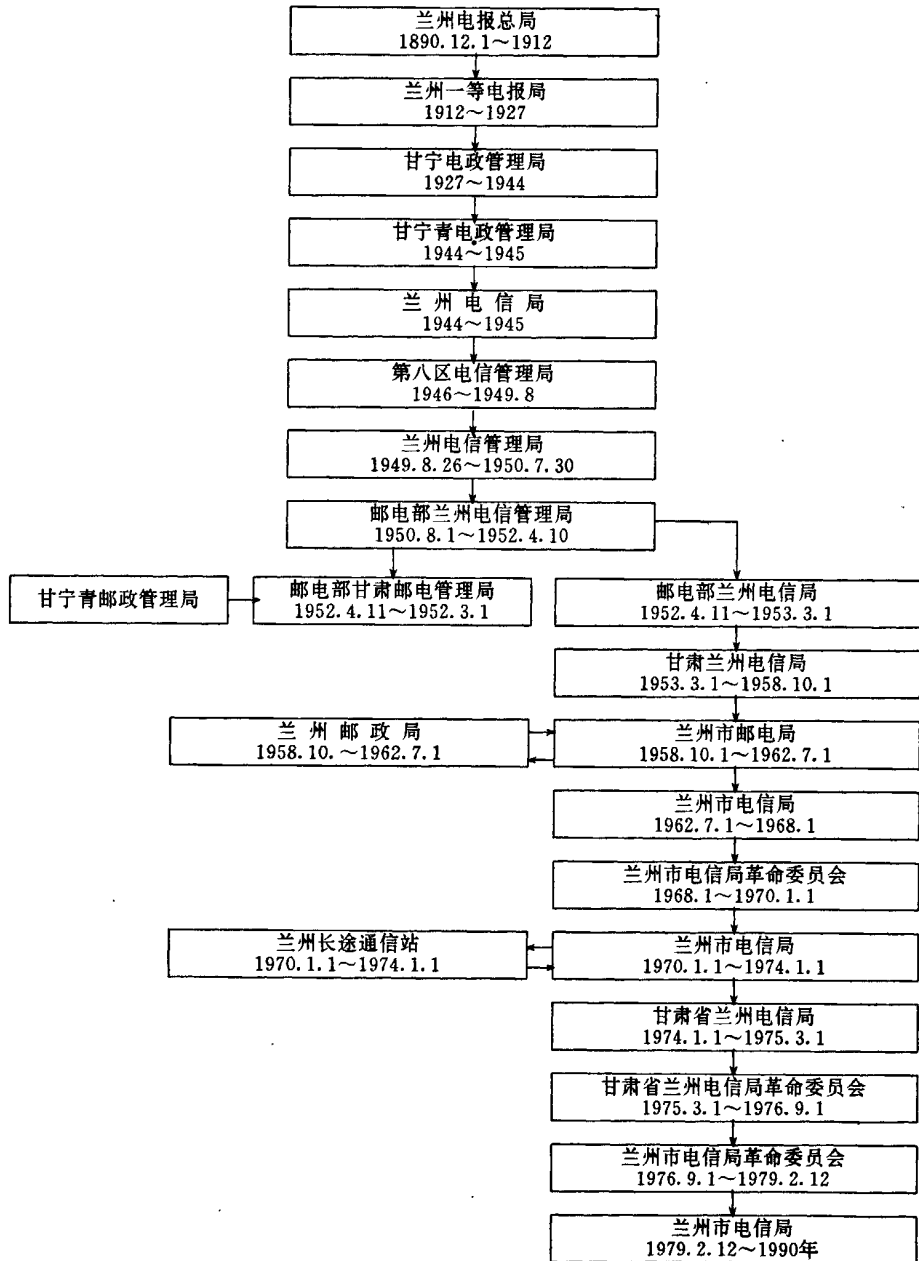 兰州电报总局
1890.12.1～1912
兰州一等电报局
1912～1927
甘宁电政管理局
1927～1944
甘宁青电政管理局
1944～1945
兰州电信局
1944～1945
第八区电信管理局
1946～1949.8
兰州电信管理局
1949.8.26～1950.7.30
邮电部兰州电信管理局
1950.8.1～1952.4.10
甘宁青邮政管理局
邮电部甘肃邮电管理局
1952.4.11～1952.3.1
邮电部兰州电信局
1952.4.11～1953.3.1
甘肃兰州电信局
1953.3.1～1958.10.1
兰州邮政局
1958.10.～1962.7.1
兰州市邮电局
1958.10.1～1962.7.1
兰州市电信局
1962.7.1～1968.1
兰州市电信局革命委员会
1968.1～1970.1.1
兰州长途通信站
1970.1.1～1974.1.1
兰州市电信局
1970.1.1～1974.1.1
甘肃省兰州电信局
1974.1.1～1975.3.1
甘肃省兰州电信局革命委员会
1975.3.1～1976.9.1
兰州市电信局革命委员会
1976.9.1～1979.2.12
兰州市电信局
1979.2.12～1990年